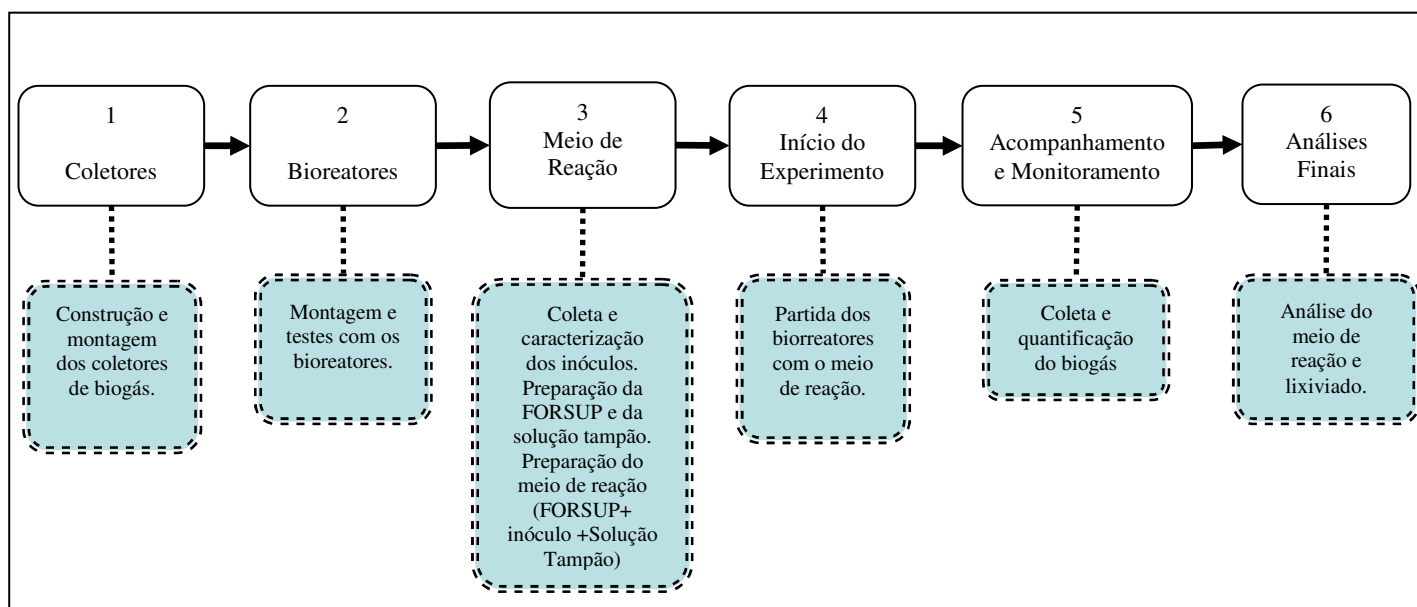 1
Coletores
2
Bioreatores
3
Meio de
Reação
4
Início do
Experimento
5
Acompanhamento
e Monitoramento
6
Análises
Finais
Construção e
montagem
dos coletores
de biogás.
Montagem e
testes com os
bioreatores.
Coleta e
caracterização
dos inóculos.
Preparação da
FORSUP e da
solução tampão.
Preparação do
meio de reação
(FORSUP+
inóculo +Solução
Tampão)
Partida dos
biorreatores
com o meio
de reação.
Coleta e
quantificação
do biogás
Análise do
meio de
reação e
lixiviado.